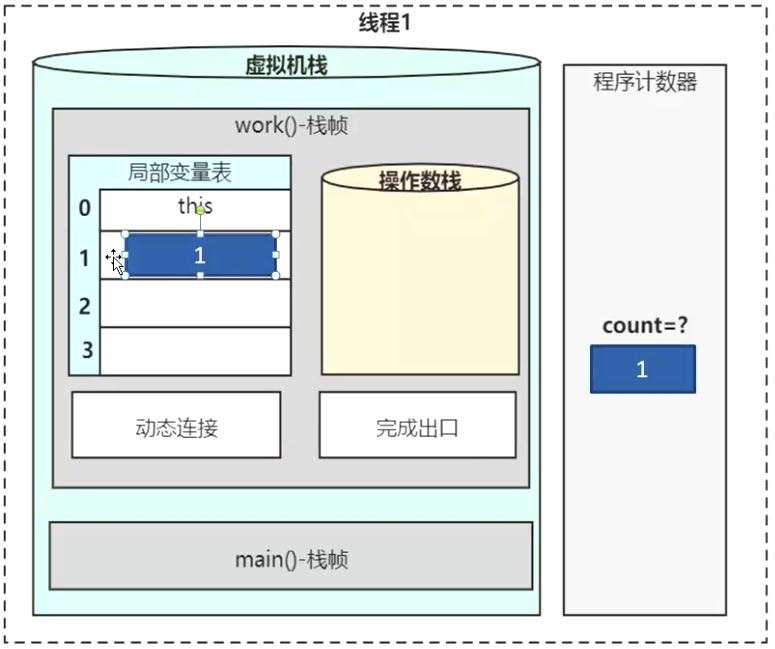 线程1
虚拟机栈
程序计数器
work()-栈帧
局部变量表
操作数栈
0
this
1
1
2
3
count=?
1
动态连接
完成出口
main()-栈帧